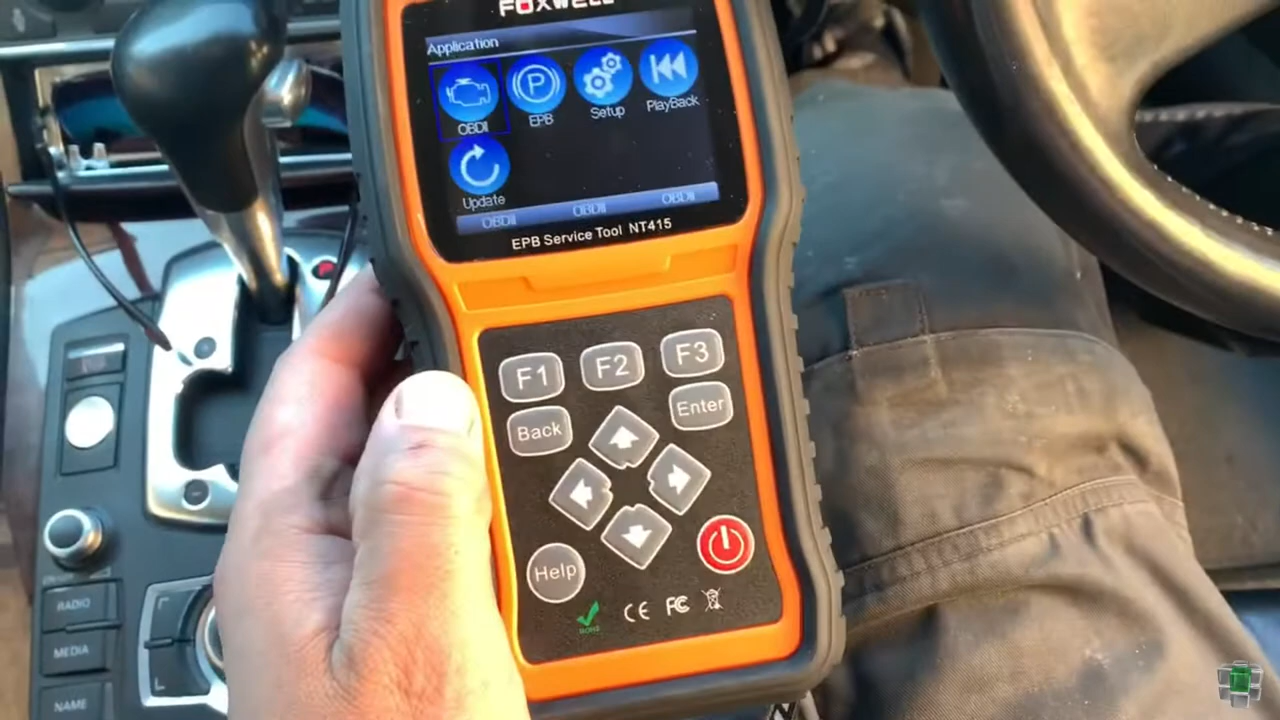 FOXWELL
Application
OBDII EPB Setup PlayBack
Update
OBDII OBDII OBDII
EPB Service Tool NT415
F1 F2 F3
Back Enter
Help
RoHS
CE FC
RADIO
MEDIA
NAME